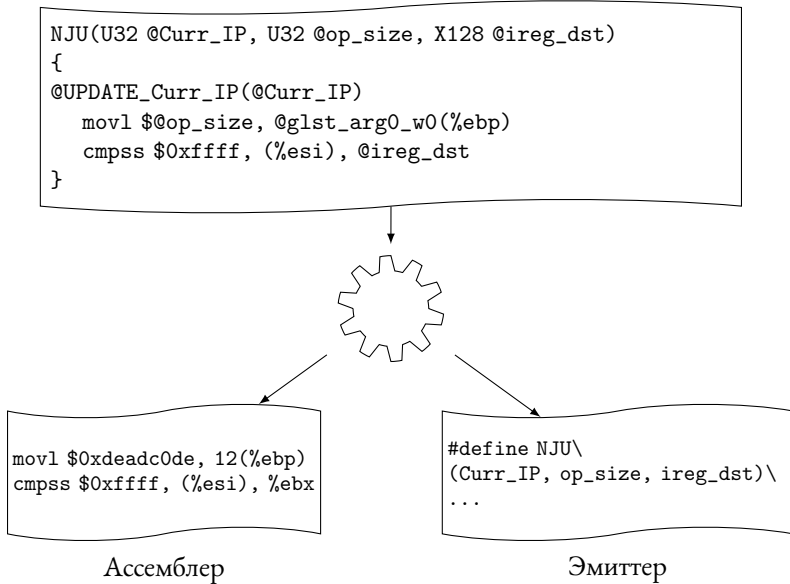 NJU(U32 @Curr_IP, U32 @op_size, X128 @ireg_dst)
{
@UPDATE_Curr_IP(@Curr_IP)
movl $@op_size, @glst_arg0_w0(%ebp)
cmpss $0xffff, (%esi), @ireg_dst
}
movl $0xdeadc0de, 12(%ebp)
cmpss $0xffff, (%esi), %ebx
Ассемблер
#define NJU\
(Curr_IP, op_size, ireg_dst)\
...
Эмиттер